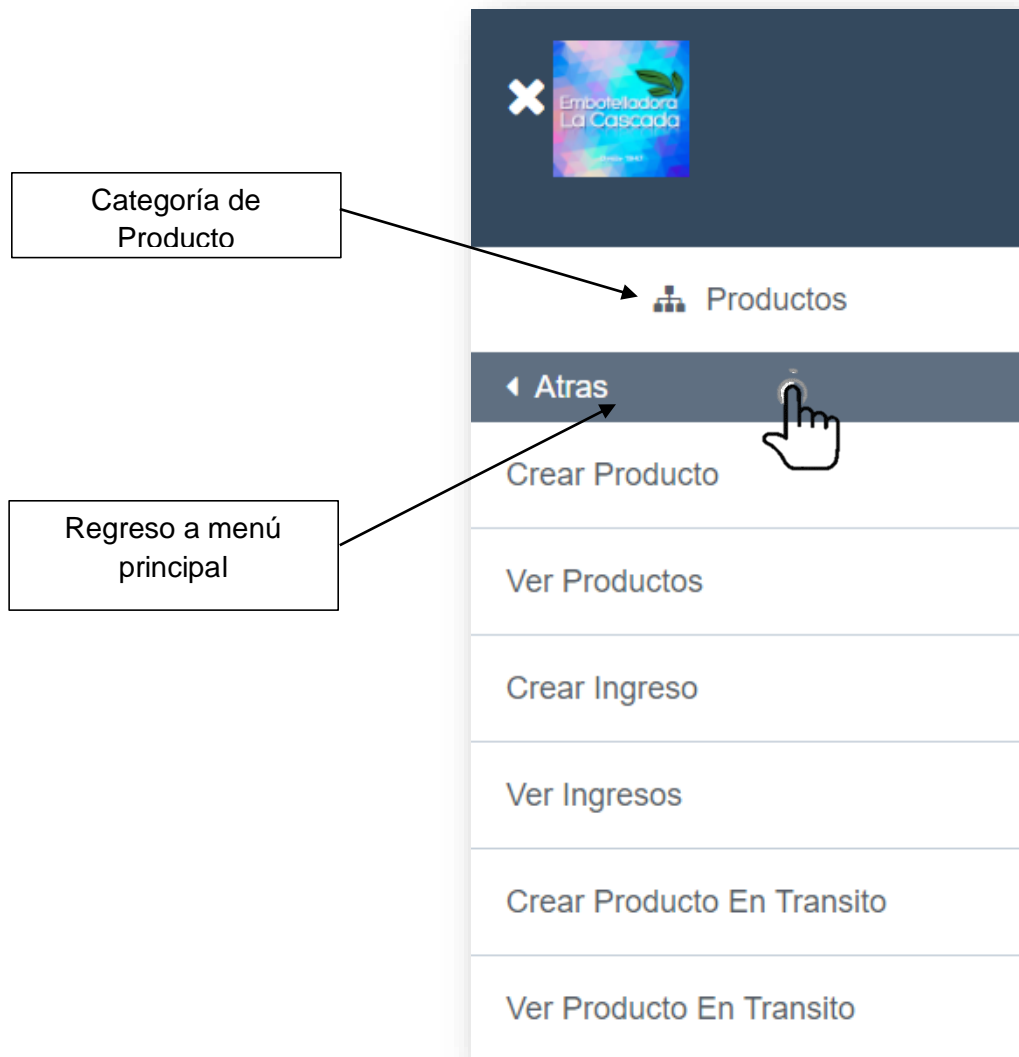 Embotelladora
La Cascada
Categoría de
Producto
Productos
Atras
Crear Producto
Regreso a menú
principal
Ver Productos
Crear Ingreso
Ver Ingresos
Crear Producto En Transito
Ver Producto En Transito